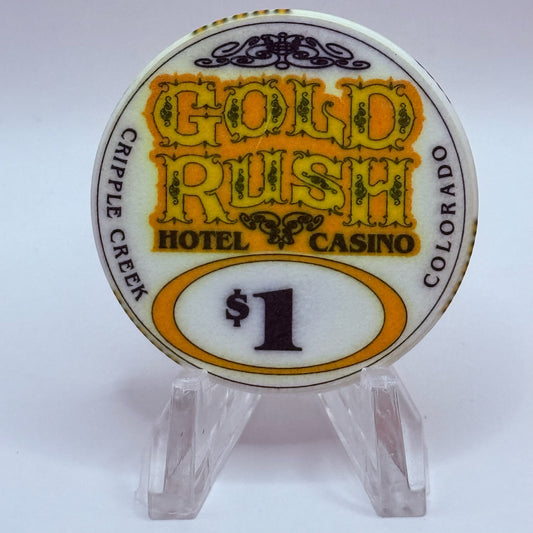 GOLD
RUSH
HOTEL CASINO
CRIPPLE CREEK
COLORADO
$1